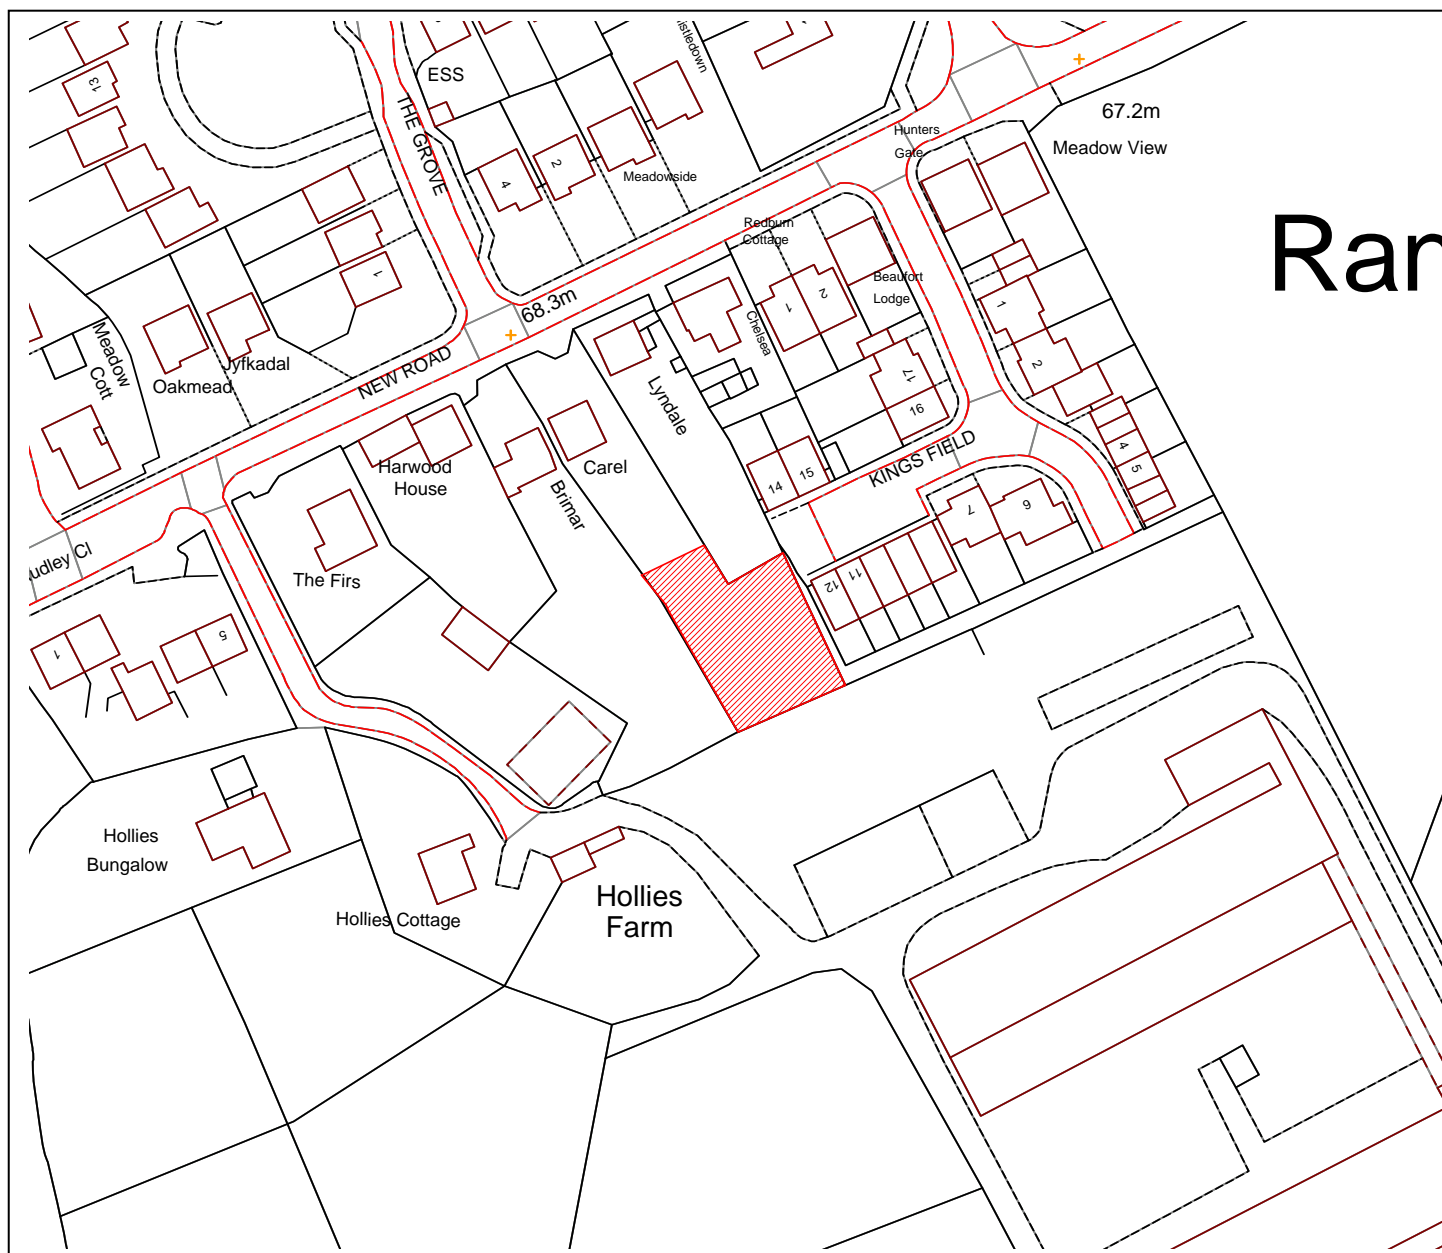 ESS
13
THE GROVE
67.2m
Hunters
Gate
Meadow View
2
4
Meadowside
Redburn
Cottage
Ran
1
2
1
Beaufort
Lodge
68.3m
1
Chelsea
Meadow
Cott
Jyfkadal
Oakmead
NEW ROAD
2
17
Lyndale
16
4
KINGS FIELD
Harwood
House
Carel
5
15
14
Brimar
7
6
udley Cl
The Firs
11
12
5
1
Hollies
Bungalow
Hollies
Farm
Hollies Cottage